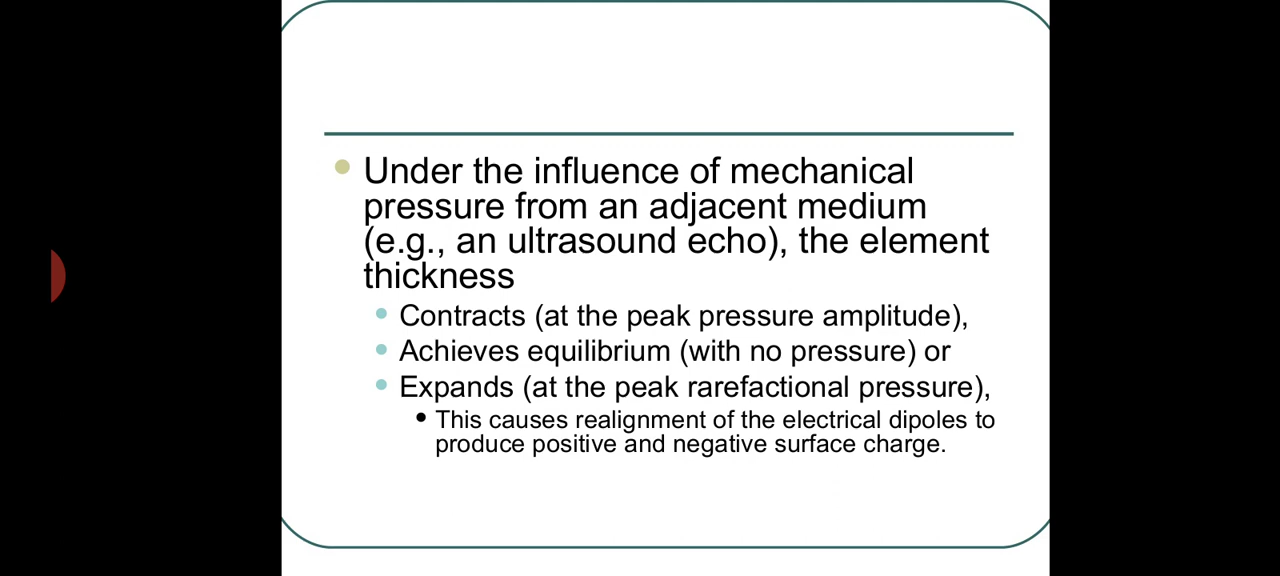 Under the influence of mechanical
pressure from an adjacent medium
(e.g., an ultrasound echo), the element
thickness
Contracts (at the peak pressure amplitude),
Achieves equilibrium (with no pressure) or
Expands (at the peak rarefactional pressure),
This causes realignment of the electrical dipoles to
produce positive and negative surface charge.